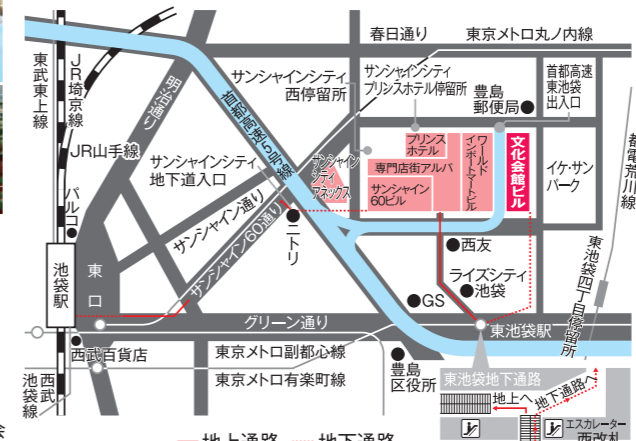 春日通り
東京メトロ丸ノ内線
東武東上線
JR埼京線
明治通り
サンシャインシティ
西停留所
サンシャインシティ
プリンスホテル停留所
豊島
郵便局
首都高速
東池袋
出入口
首都高速5号線
JR山手線
サンシャインシティ
地下道入口
サンシャイン
シティ
アネックス
プリンス
ホテル
専門店街アルパ
サンシャイン
60ビル
ワールド
インポートマートビル
文化会館ビル
イケ・サン
パーク
都電荒川線
パルコ
サンシャイン通り
サンシャイン60通り
ニトリ
西友
ライズシティ
池袋
東池袋四丁目停留所
池袋駅
東口
GS
グリーン通り
東池袋駅
西武百貨店
東京メトロ副都心線
豊島
区役所
東池袋地下通路
西武
池袋線
東京メトロ有楽町線
地上へ
地下通路へ
エスカレーター
西改札
会
地上通路
地下通路